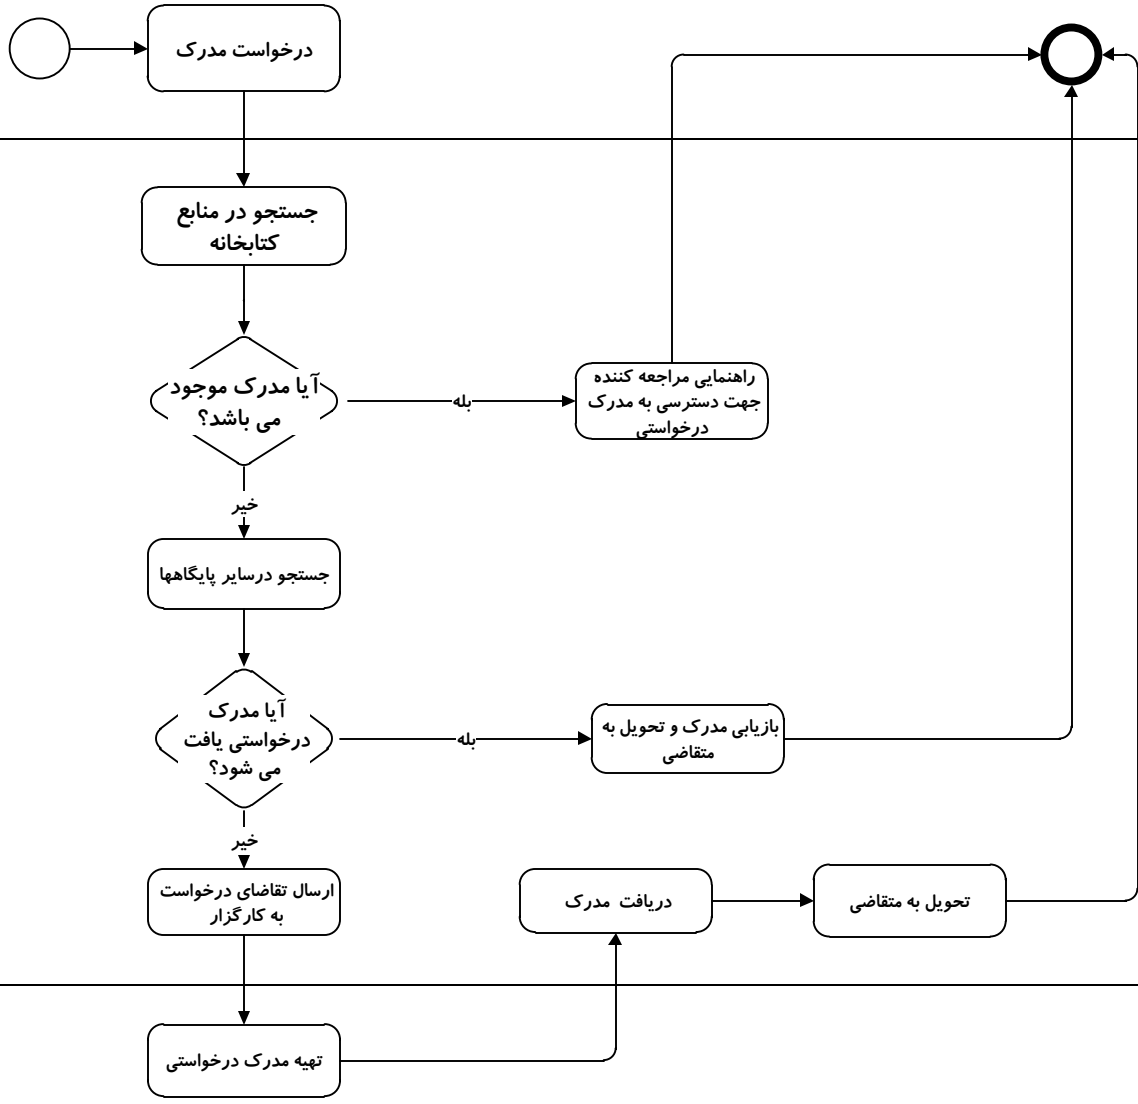 درخواست مدرک
جستجو در منابع
کتابخانه
آیا مدرک موجود
می باشد؟
بله
راهنمایی مراجعه کننده
جهت دسترسی به مدرک
درخواستی
خیر
جستجو درسایر پایگاهها
آیا مدرک
درخواستی یافت
می شود؟
بله
بازیابی مدرک و تحویل به
متقاضی
خیر
ارسال تقاضای درخواست
به کارگزار
دریافت مدرک
تحویل به متقاضی
تهیه مدرک درخواستی